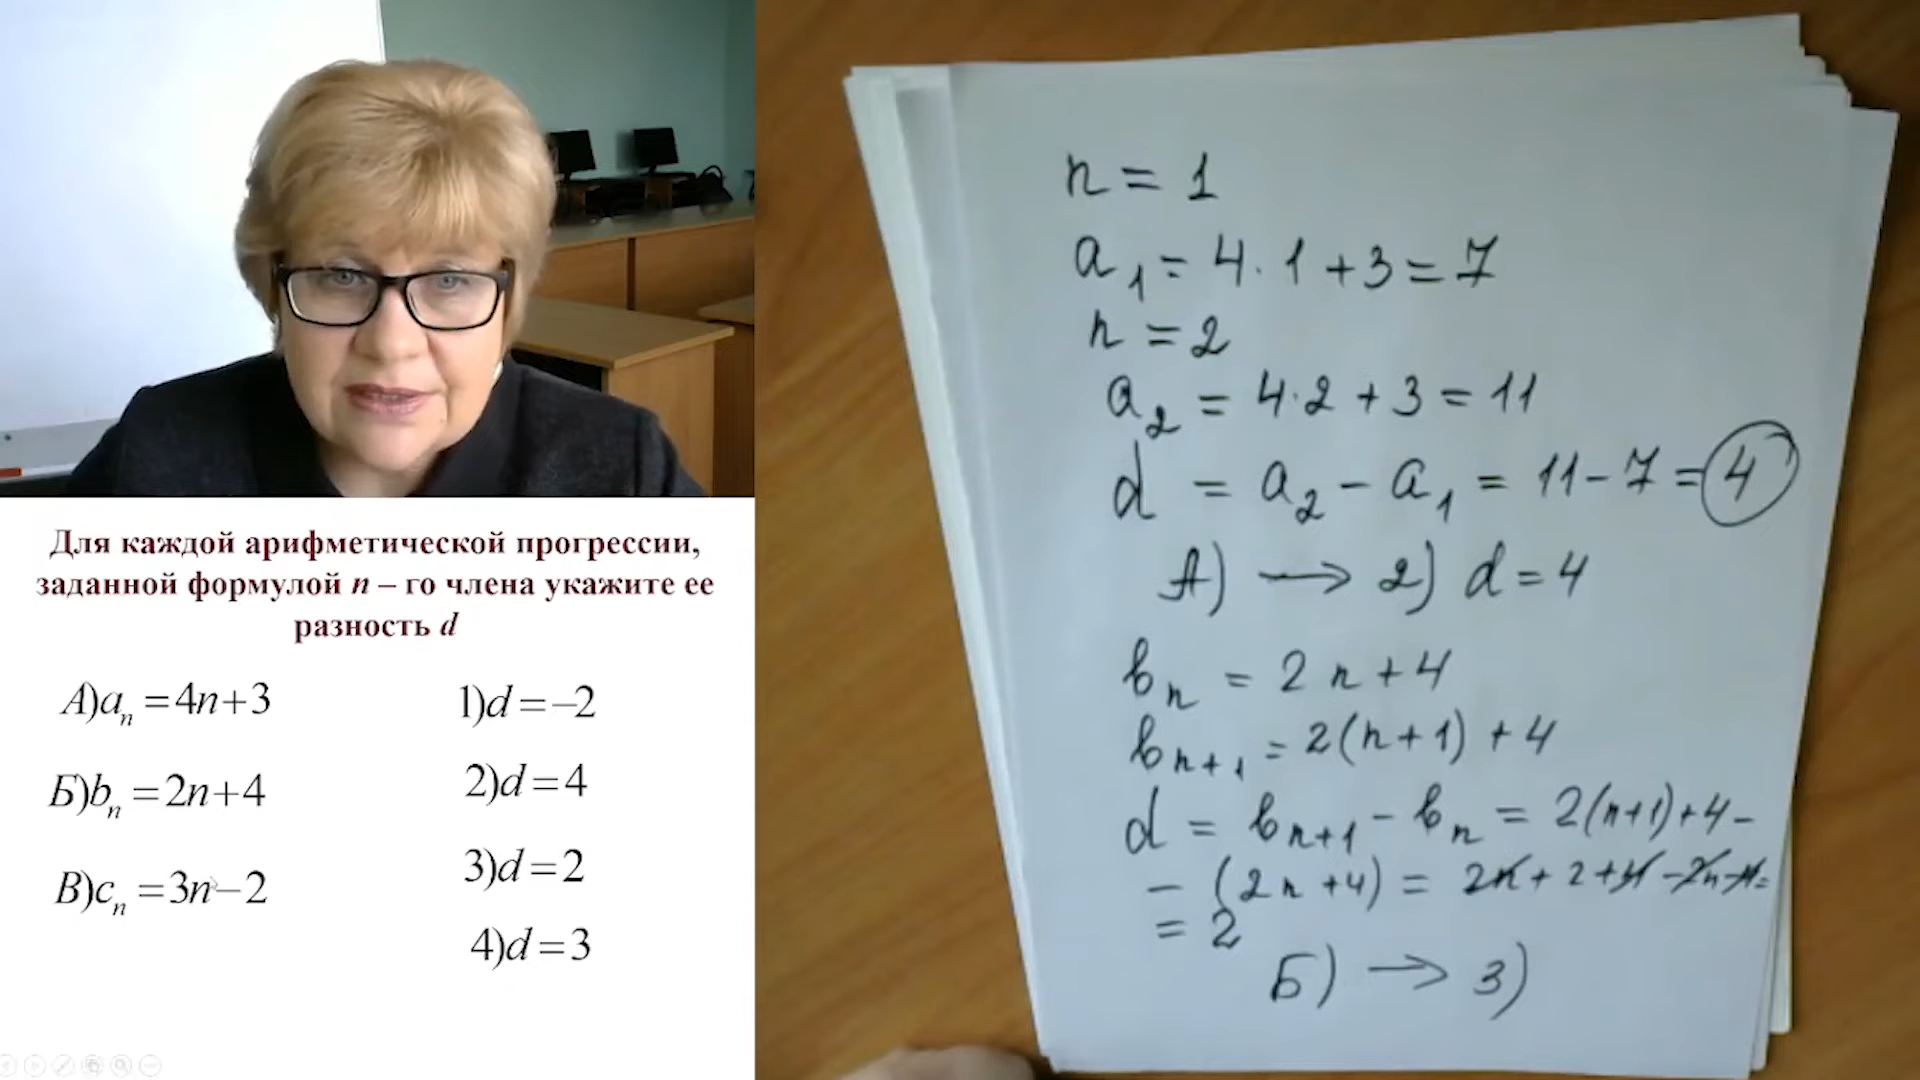 Для каждой арифметической прогрессии,
заданной формулой n – го члена укажите ее
разность d
А)aₙ=4n+3
1)d=–2
Б)bₙ=2n+4
2)d=4
В)cₙ=3n–2
3)d=2
4)d=3
n = 1
a₁ = 4·1+3=7
n = 2
a₂ = 4·2+3=11
d = a₂ - a₁ = 11-7=4
А) → 2) d=4
bₙ = 2n+4
bₙ₊₁ = 2(n+1)+4
d = bₙ₊₁ - bₙ = 2(n+1)+4-
- (2n+4) = 2n+2+4-2n-4=
= 2
Б) → 3)